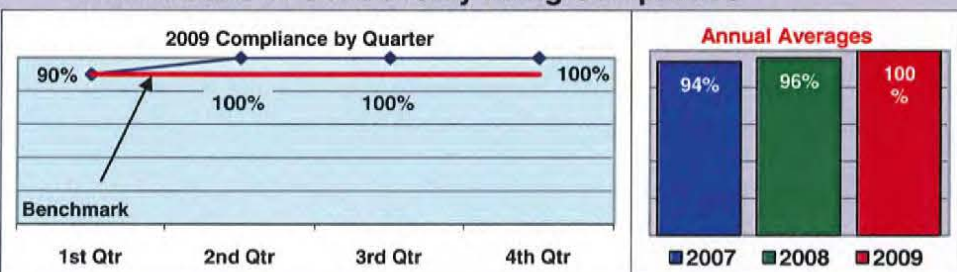 2009 Compliance by Quarter
90%
100%
100%
100%
Benchmark
1st Qtr
2nd Qtr
3rd Qtr
4th Qtr
Annual Averages
94%
96%
100
%
2007
2008
2009